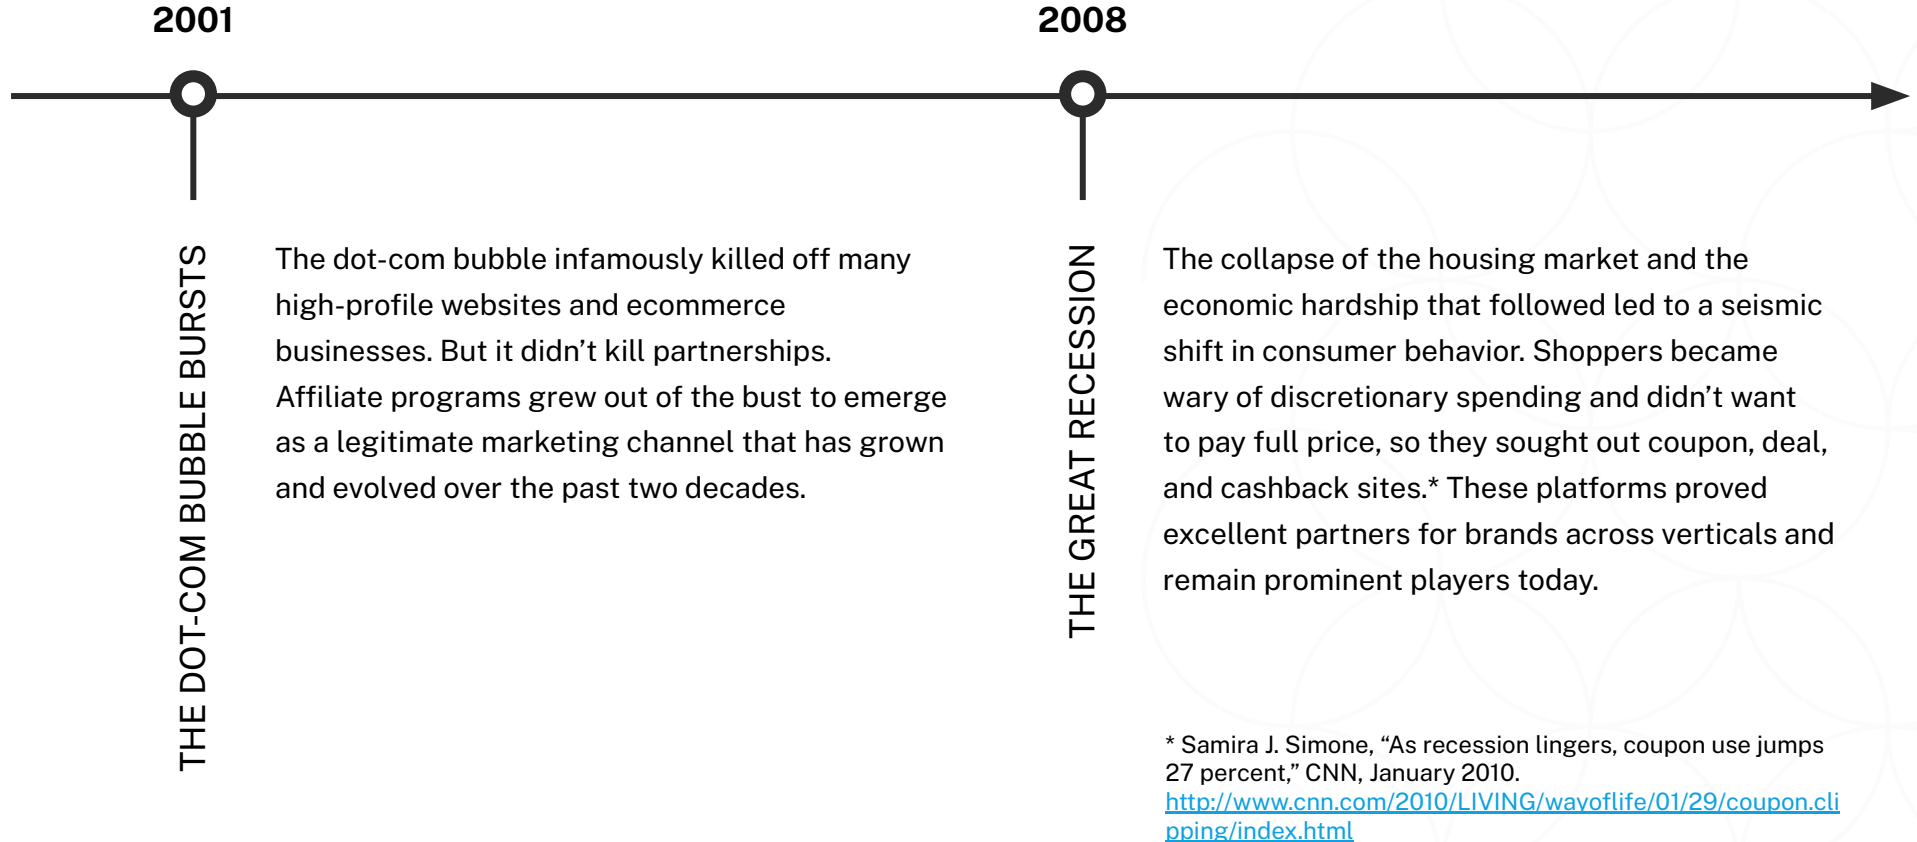 2001
THE DOT-COM BUBBLE BURSTS
The dot-com bubble infamously killed off many
high-profile websites and ecommerce
businesses. But it didn’t kill partnerships.
Affiliate programs grew out of the bust to emerge
as a legitimate marketing channel that has grown
and evolved over the past two decades.
2008
THE GREAT RECESSION
The collapse of the housing market and the
economic hardship that followed led to a seismic
shift in consumer behavior. Shoppers became
wary of discretionary spending and didn’t want
to pay full price, so they sought out coupon, deal,
and cashback sites.* These platforms proved
excellent partners for brands across verticals and
remain prominent players today.
* Samira J. Simone, “As recession lingers, coupon use jumps
27 percent,” CNN, January 2010.
http://www.cnn.com/2010/LIVING/wayoflife/01/29/coupon.cli
pping/index.html